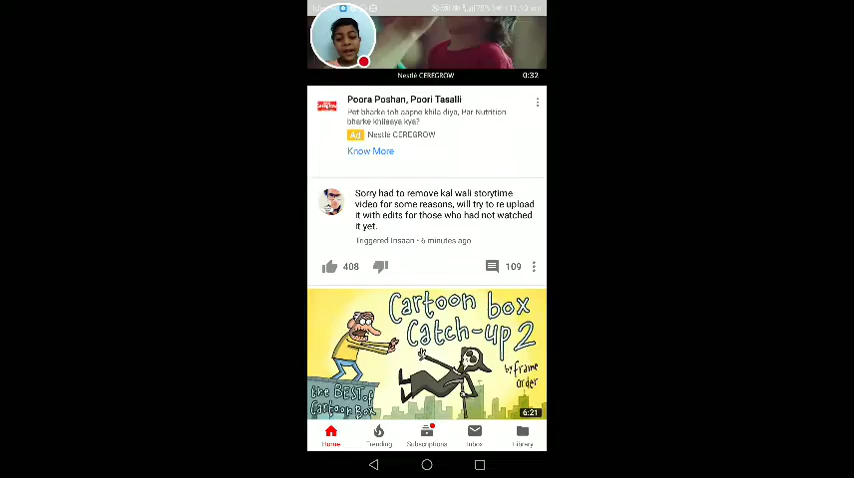 11:10 am
Nestlé CEREGROW
0:32
Poora Poshan, Poori Tasalli
Pet bharke toh aapne khila diya, Par Nutrition
bharke khilaaya kya?
Ad Nestlé CEREGROW
Know More
Sorry had to remove kal wali storytime
video for some reasons, will try to re upload
it with edits for those who had not watched
it yet.
Triggered Insaan · 6 minutes ago
408
109
Cartoon box
Catch-up 2
by frame
order
the BEST of
Cartoon Box
6:21
Home
Trending
Subscriptions
Inbox
Library